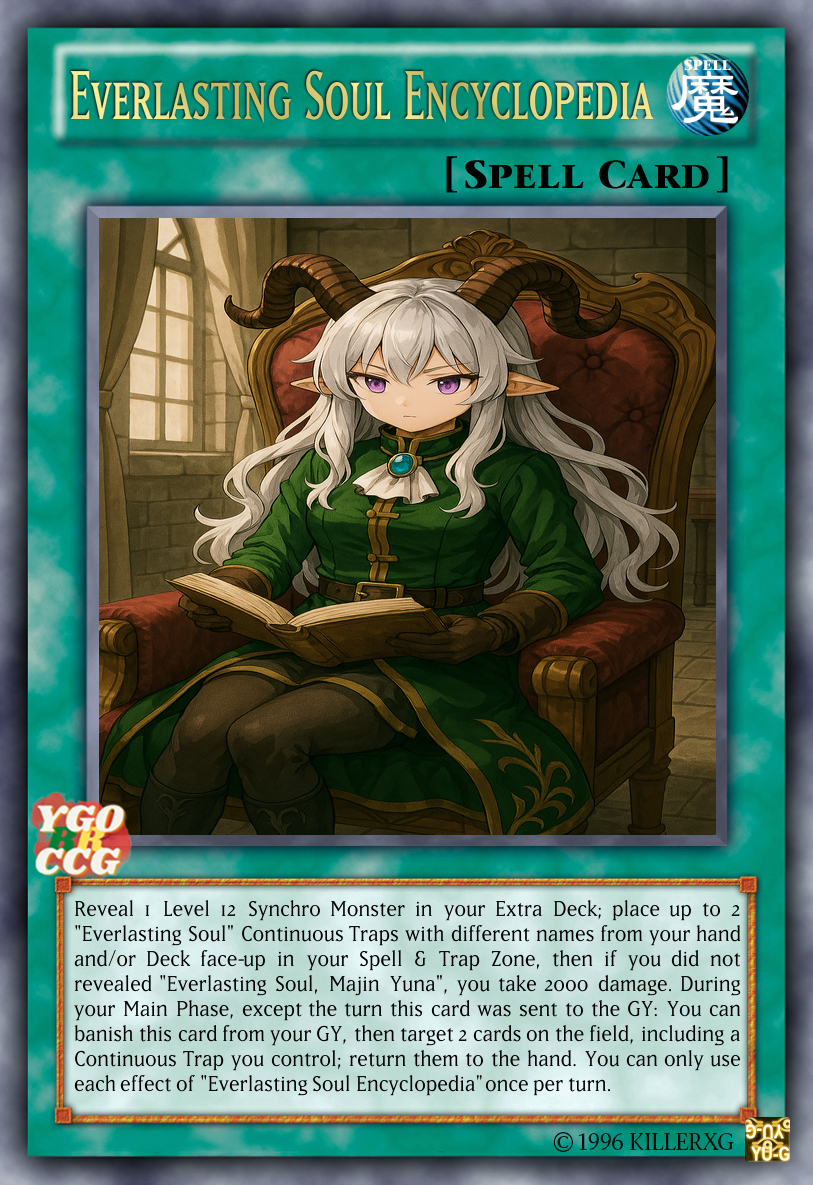 Everlasting Soul Encyclopedia
SPELL
魔
[Spell Card]
YGO
CCG
Reveal 1 Level 12 Synchro Monster in your Extra Deck; place up to 2
"Everlasting Soul" Continuous Traps with different names from your hand
and/or Deck face-up in your Spell & Trap Zone, then if you did not
revealed "Everlasting Soul, Majin Yuna", you take 2000 damage. During
your Main Phase, except the turn this card was sent to the GY: You can
banish this card from your GY, then target 2 cards on the field, including a
Continuous Trap you control; return them to the hand. You can only use
each effect of "Everlasting Soul Encyclopedia" once per turn.
© 1996 KILLERXG